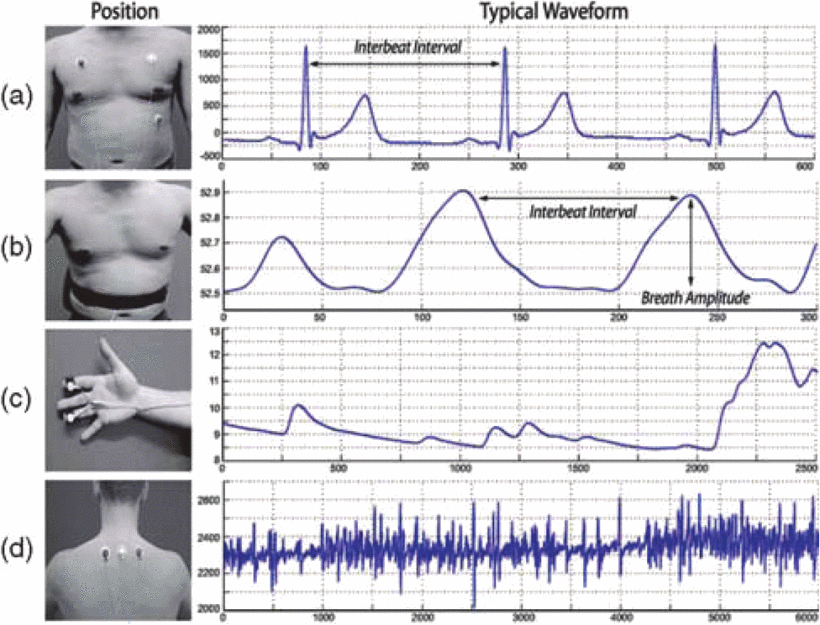 Position Typical Waveform
(a)
2000
1500
1000
500
0
-500
Interbeat Interval
0 100 200 300 400 500 600
(b)
52.9
52.8
52.7
52.6
52.5
Interbeat Interval
Breath Amplitude
0 50 100 150 200 250 300
(c)
13
12
11
10
9
8
0 500 1000 1500 2000 2500
(d)
2600
2400
2200
2000
0 1000 2000 3000 4000 5000 6000